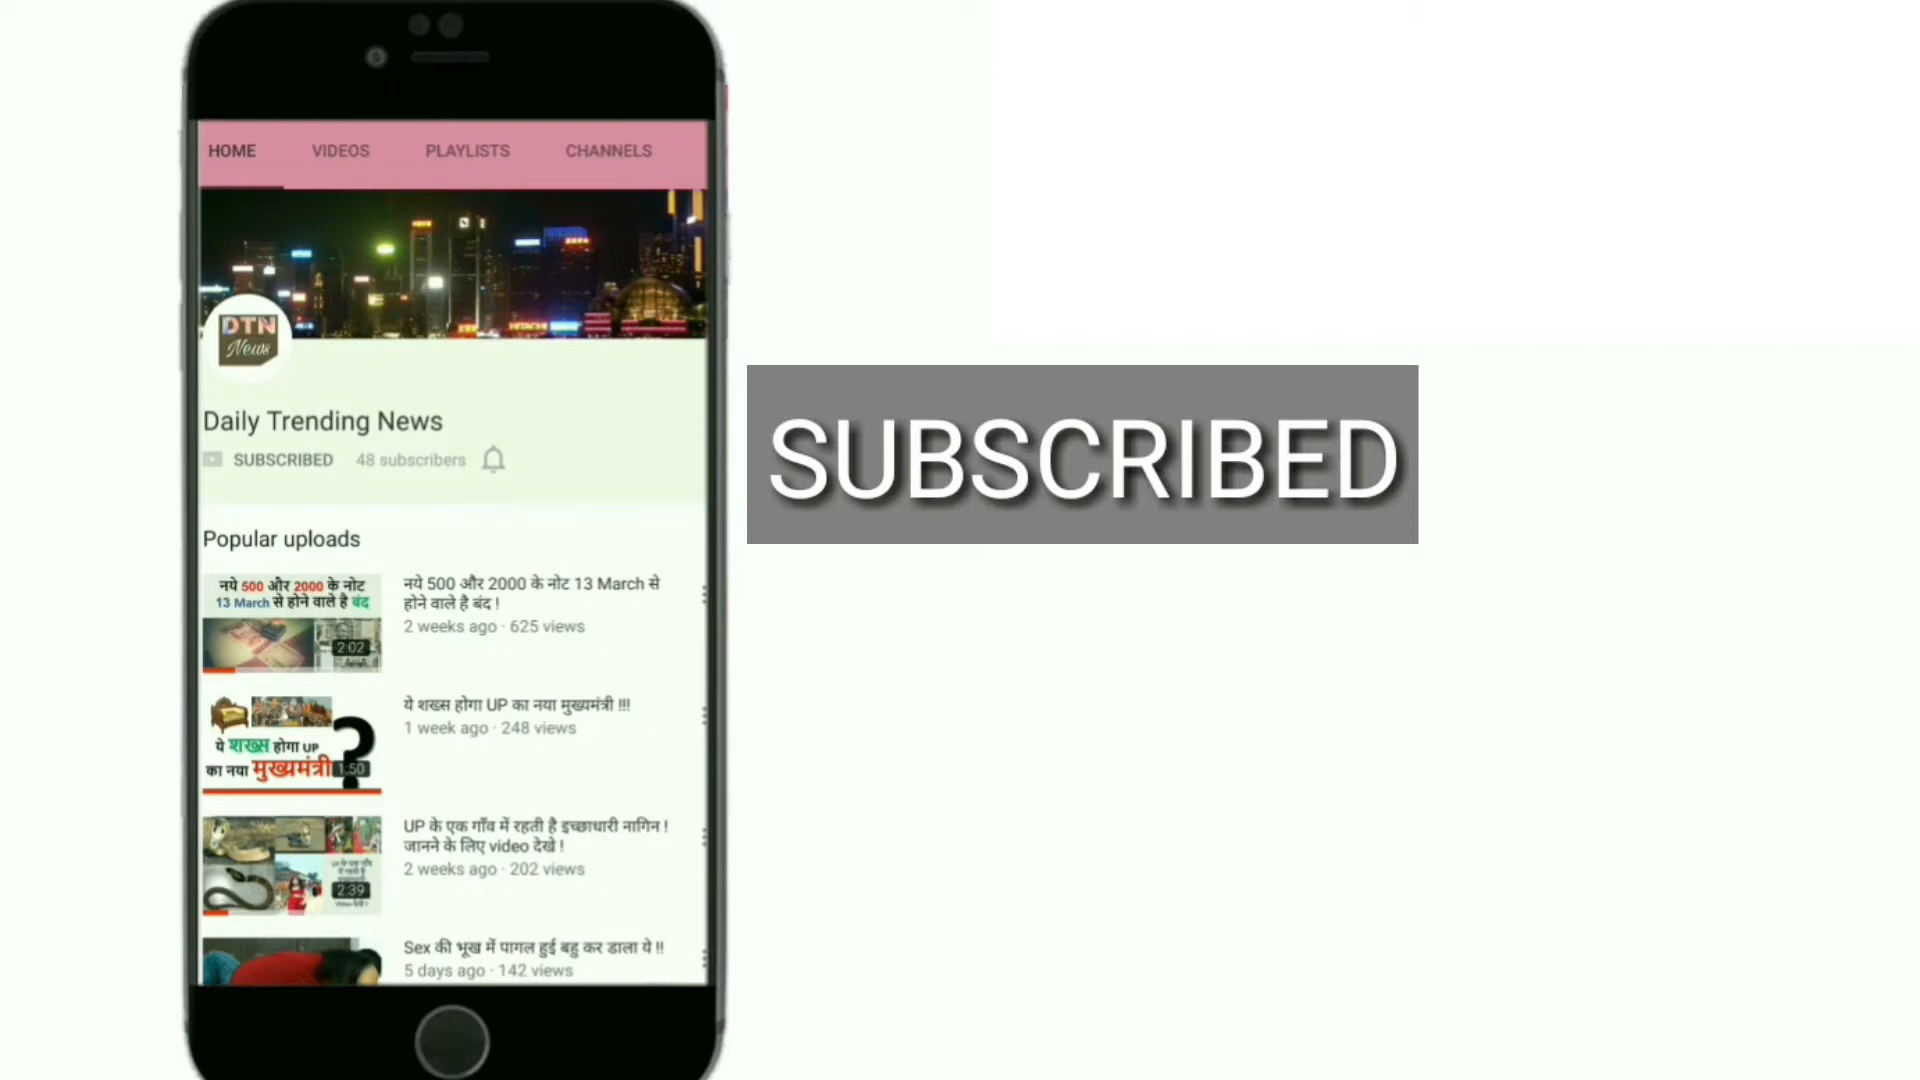 HOME VIDEOS PLAYLISTS CHANNELS
DTN
News
Daily Trending News
SUBSCRIBED 48 subscribers
SUBSCRIBED
Popular uploads
नये 500 और 2000 के नोट
13 March से होने वाले है बंद
2:02
नये 500 और 2000 के नोट 13 March से
होने वाले है बंद !
2 weeks ago · 625 views
ये शख्स होगा UP
का नया मुख्यमंत्री ?
1:50
ये शख्स होगा UP का नया मुख्यमंत्री !!!
1 week ago · 248 views
2:39
UP के एक गाँव में रहती है इच्छाधारी नागिन !
जानने के लिए video देखे !
2 weeks ago · 202 views
Sex की भूख में पागल हुई बहु कर डाला ये !!
5 days ago · 142 views